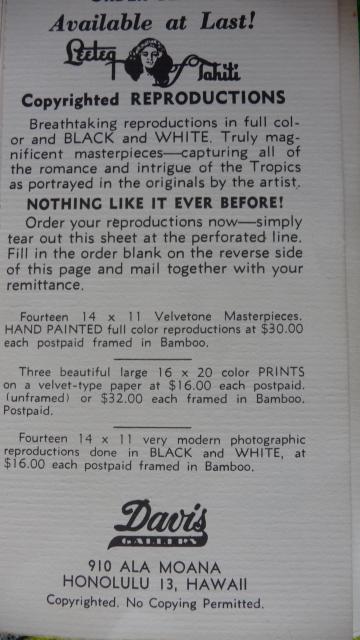 Available at Last!
Leeteg of Tahiti
Copyrighted REPRODUCTIONS
Breathtaking reproductions in full col-
or and BLACK and WHITE. Truly mag-
nificent masterpieces—capturing all of
the romance and intrigue of the Tropics
as portrayed in the originals by the artist.
NOTHING LIKE IT EVER BEFORE!
Order your reproductions now—simply
tear out this sheet at the perforated line.
Fill in the order blank on the reverse side
of this page and mail together with your
remittance.
Fourteen 14 x 11 Velvetone Masterpieces.
HAND PAINTED full color reproductions at $30.00
each postpaid framed in Bamboo.
Three beautiful large 16 x 20 color PRINTS
on a velvet-type paper at $16.00 each postpaid.
(unframed) or $32.00 each framed in Bamboo.
Postpaid.
Fourteen 14 x 11 very modern photographic
reproductions done in BLACK and WHITE, at
$16.00 each postpaid framed in Bamboo.
Davis
GALLERY
910 ALA MOANA
HONOLULU 13, HAWAII
Copyrighted. No Copying Permitted.